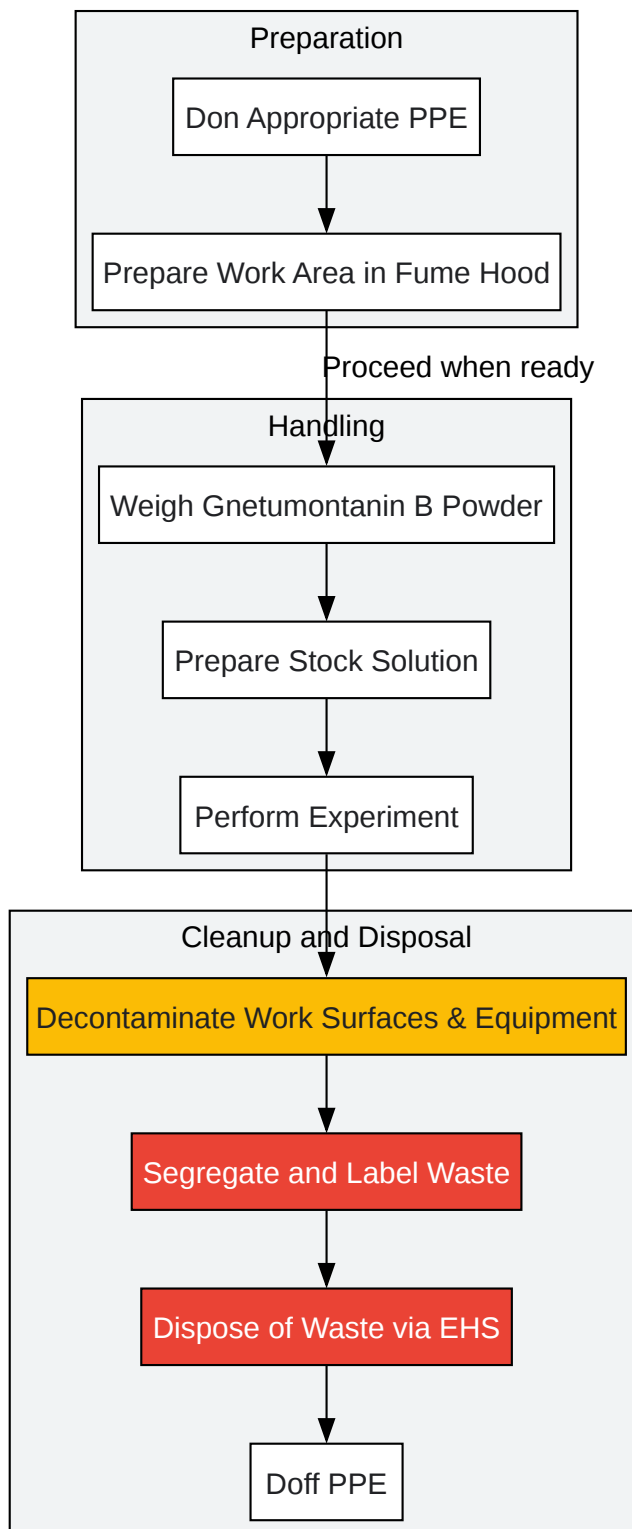 Preparation
Don Appropriate PPE
Prepare Work Area in Fume Hood
Proceed when ready
Handling
Weigh Gnetumontanin B Powder
Prepare Stock Solution
Perform Experiment
Cleanup and Disposal
Decontaminate Work Surfaces & Equipment
Segregate and Label Waste
Dispose of Waste via EHS
Doff PPE